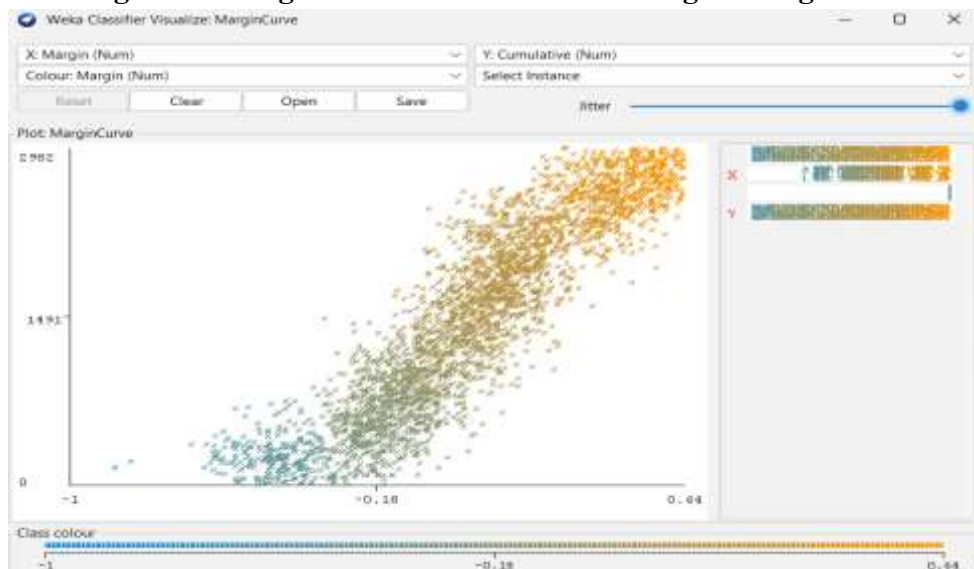 Weka Classifier Visualize: MarginCurve
X: Margin (Num)
Y: Cumulative (Num)
Colour: Margin (Num)
Select Instance
Reset
Clear
Open
Save
Jitter
Plot: MarginCurve
2982
X
Y
1491
0
-1
-0.18
0.64
Class colour
-1
-0.18
0.64